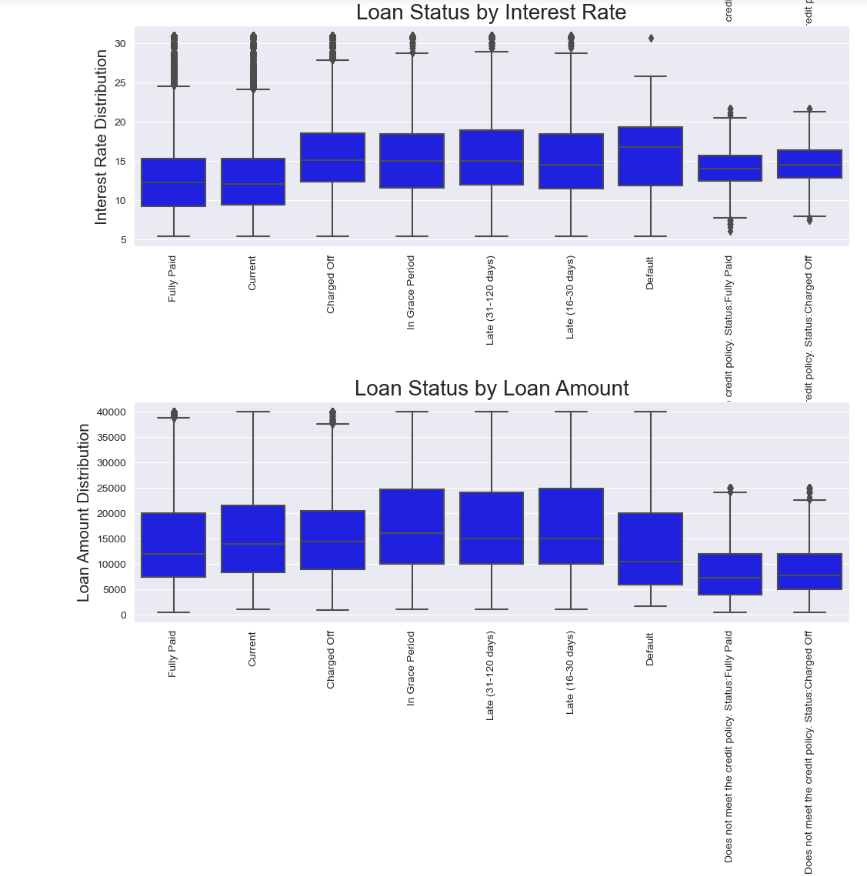 credi
redit p
Loan Status by Interest Rate
Interest Rate Distribution
30
25
20
15
10
5
Fully Paid
Current
Charged Off
In Grace Period
Late (31-120 days)
Late (16-30 days)
Default
credit policy. Status:Fully Paid
redit policy. Status:Charged Off
Loan Status by Loan Amount
Loan Amount Distribution
40000
35000
30000
25000
20000
15000
10000
5000
0
Fully Paid
Current
Charged Off
In Grace Period
Late (31-120 days)
Late (16-30 days)
Default
Does not meet the credit policy. Status:Fully Paid
Does not meet the credit policy. Status:Charged Off